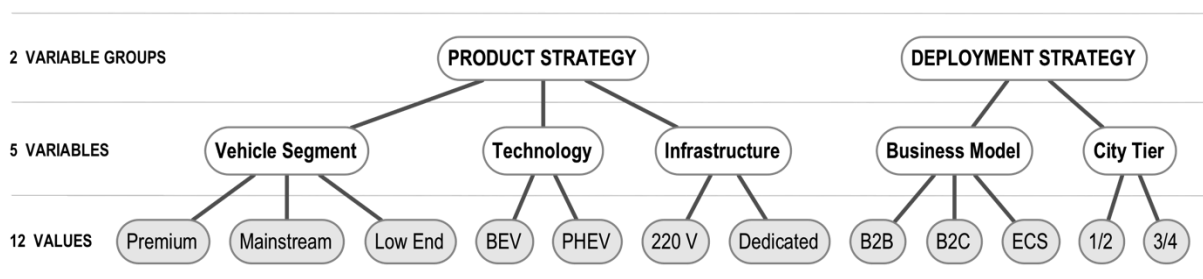 2 VARIABLE GROUPS PRODUCT STRATEGY DEPLOYMENT STRATEGY
5 VARIABLES Vehicle Segment Technology Infrastructure Business Model City Tier
12 VALUES Premium Mainstream Low End BEV PHEV 220 V Dedicated B2B B2C ECS 1/2 3/4